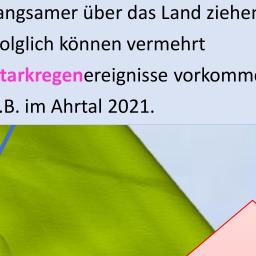 angsamer über das Land ziehen
olglich können vermehrt
tarkregenereignisse vorkomme
.B. im Ahrtal 2021.